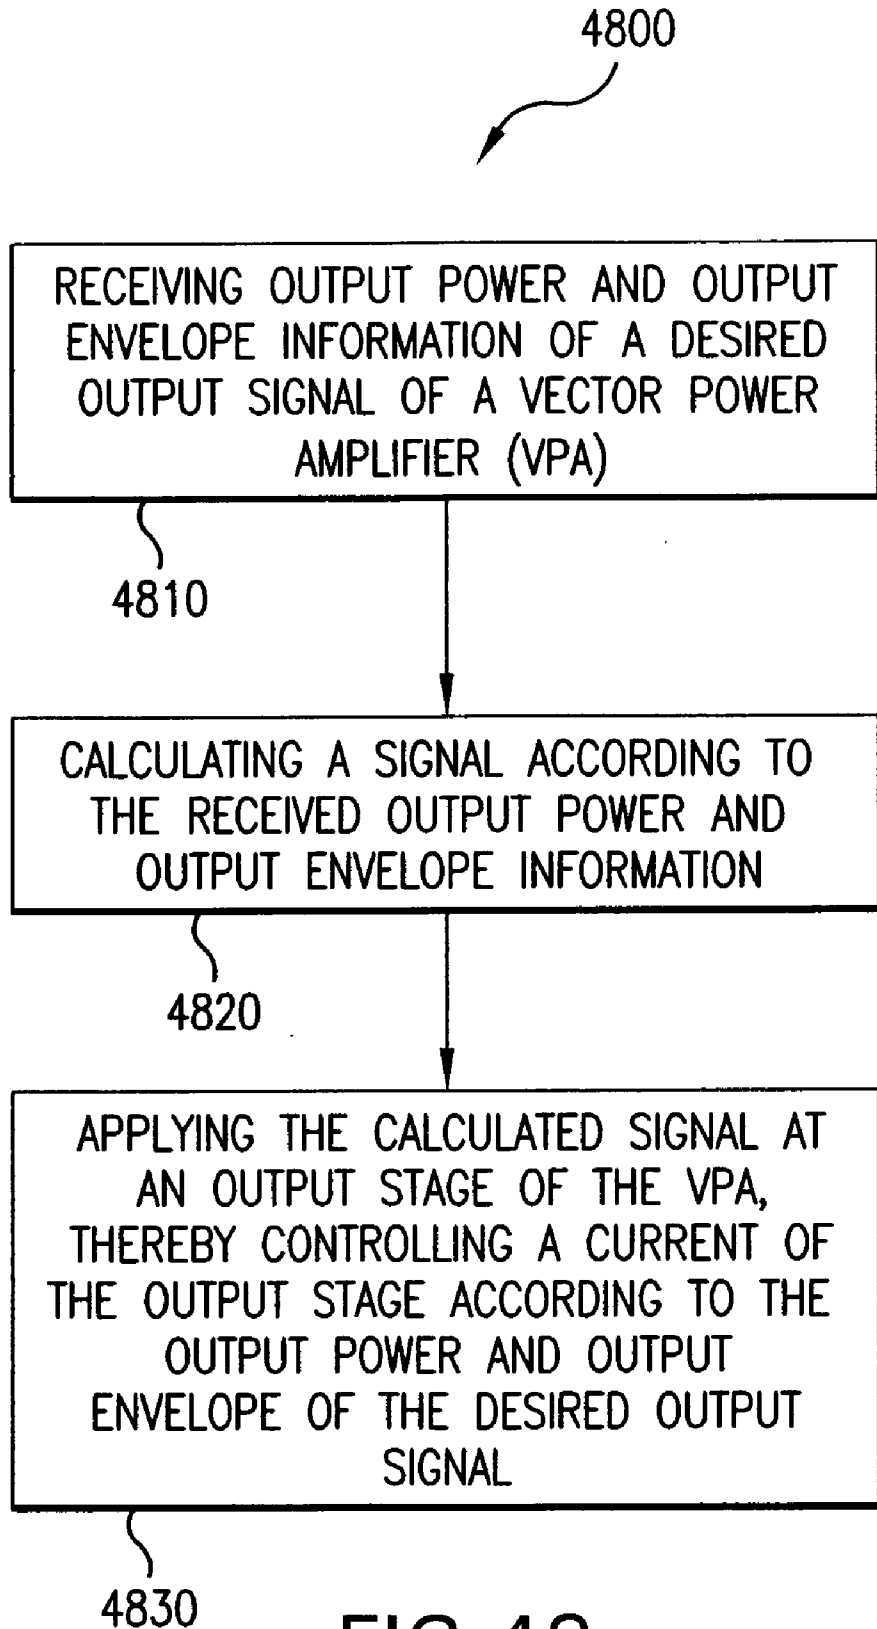 4800
RECEIVING OUTPUT POWER AND OUTPUT
ENVELOPE INFORMATION OF A DESIRED
OUTPUT SIGNAL OF A VECTOR POWER
AMPLIFIER (VPA)
4810
CALCULATING A SIGNAL ACCORDING TO
THE RECEIVED OUTPUT POWER AND
OUTPUT ENVELOPE INFORMATION
4820
APPLYING THE CALCULATED SIGNAL AT
AN OUTPUT STAGE OF THE VPA,
THEREBY CONTROLLING A CURRENT OF
THE OUTPUT STAGE ACCORDING TO THE
OUTPUT POWER AND OUTPUT
ENVELOPE OF THE DESIRED OUTPUT
SIGNAL
4830